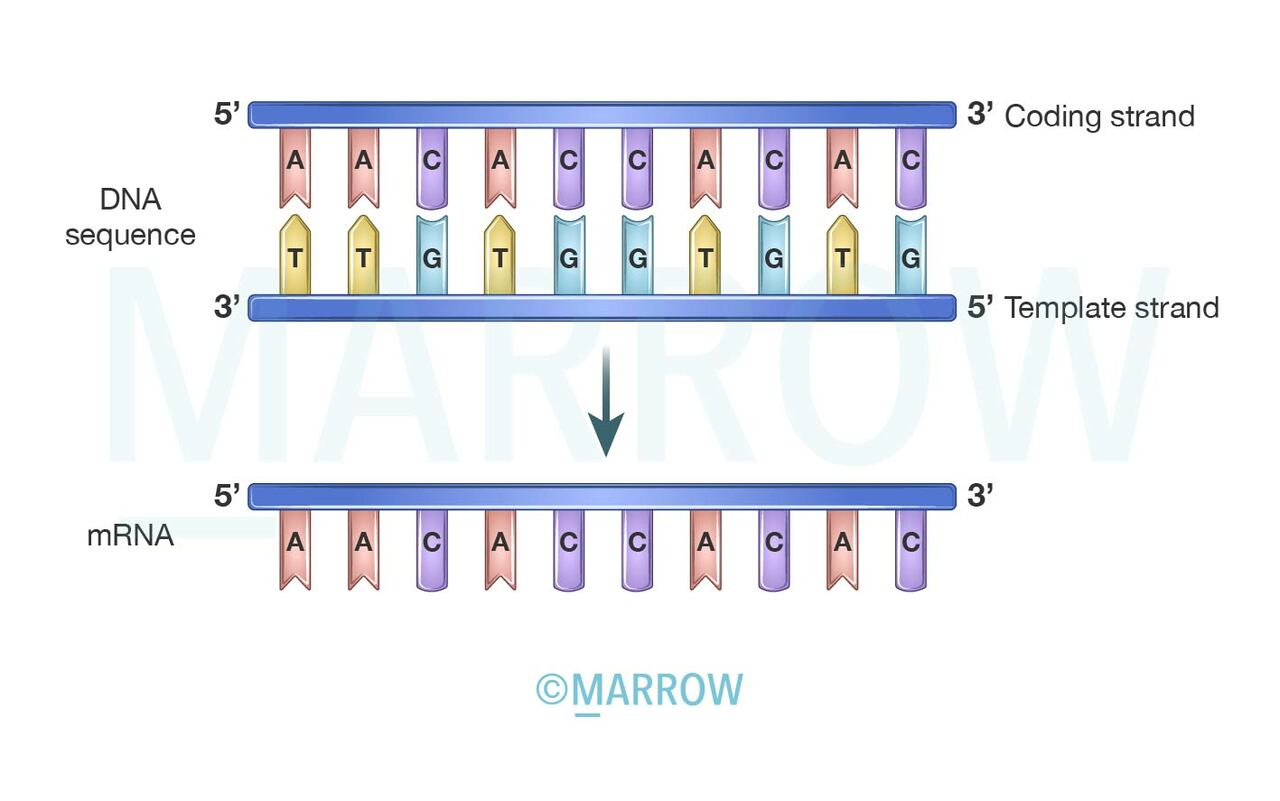 5’ 3’ Coding strand
A A C A C C A C A C
DNA
sequence
T T G T G G T G T G
3’ 5’ Template strand
MARROW
5’ 3’
mRNA
A A C A C C A C A C
©MARROW